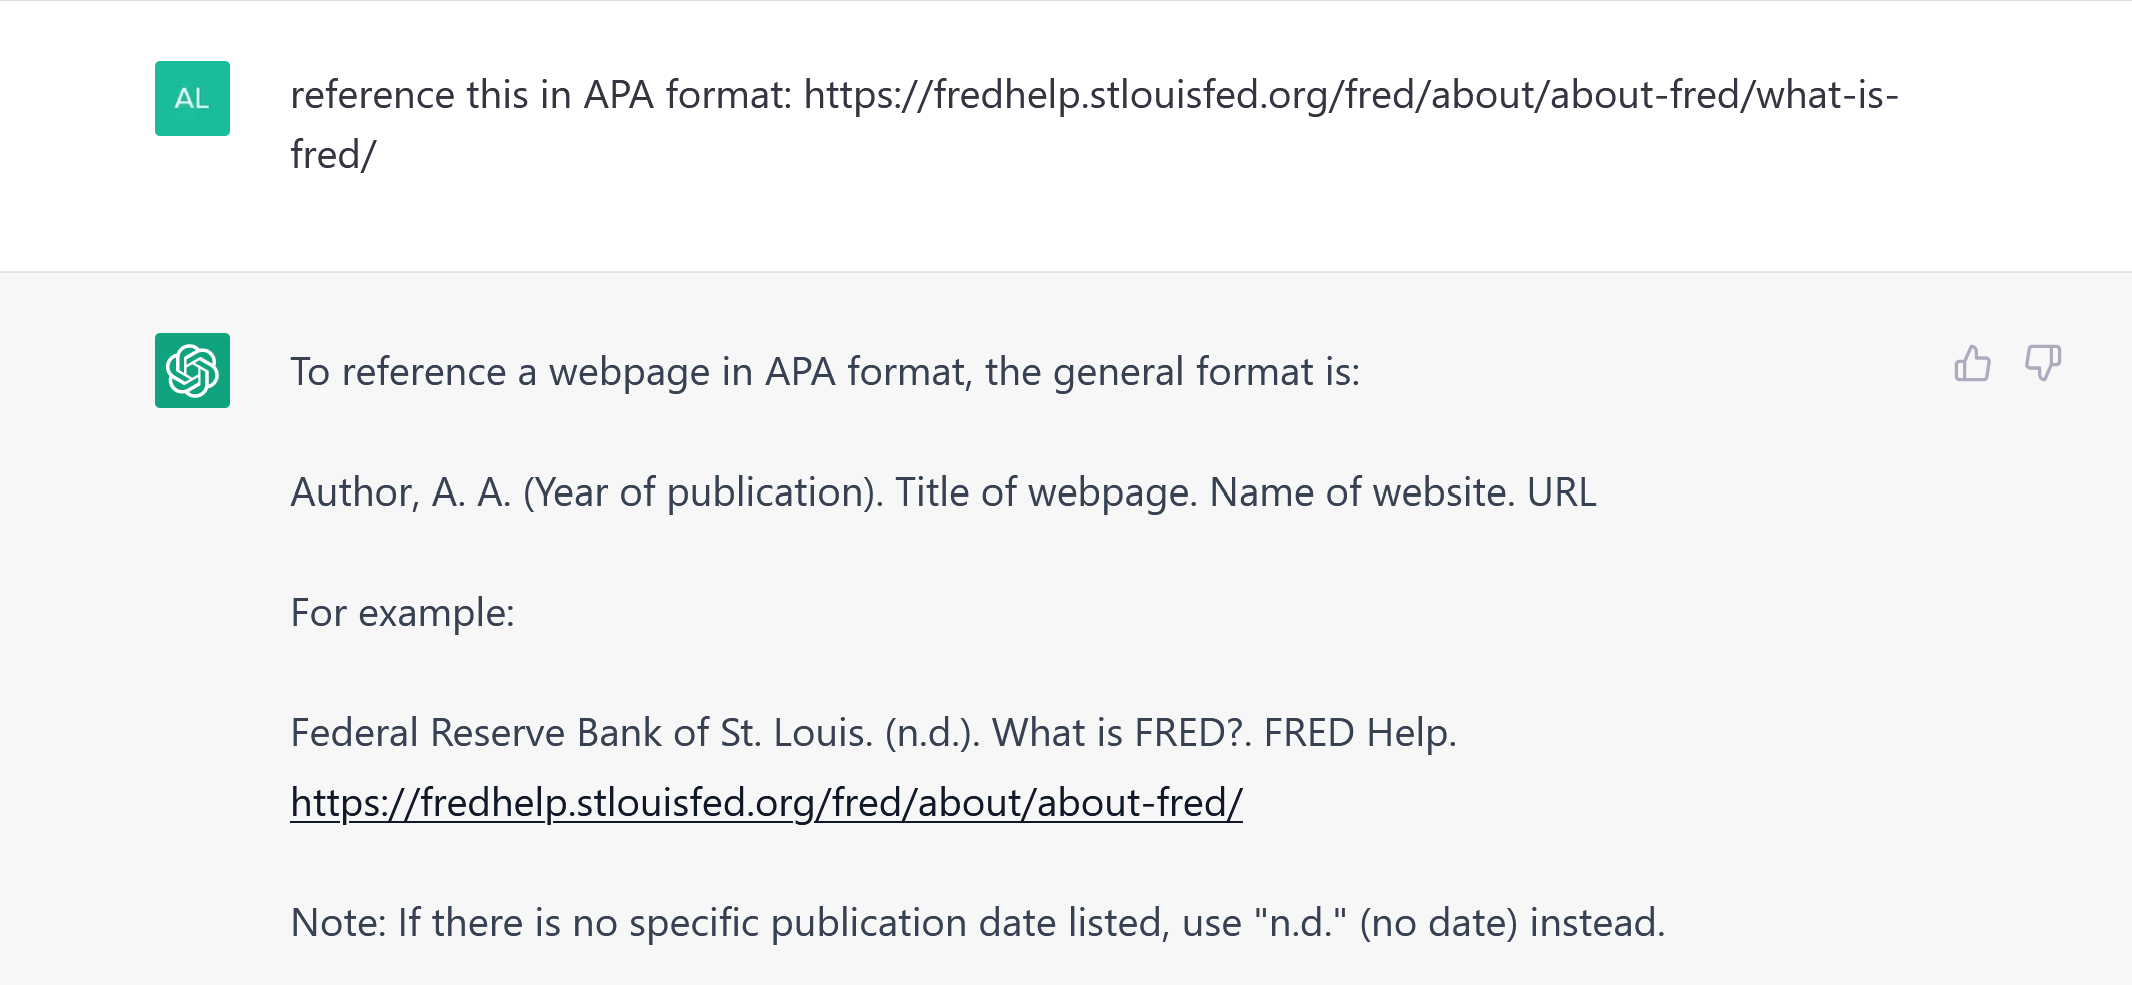 AL
reference this in APA format: https://fredhelp.stlouisfed.org/fred/about/about-fred/what-is-
fred/
To reference a webpage in APA format, the general format is:
Author, A. A. (Year of publication). Title of webpage. Name of website. URL
For example:
Federal Reserve Bank of St. Louis. (n.d.). What is FRED?. FRED Help.
https://fredhelp.stlouisfed.org/fred/about/about-fred/
Note: If there is no specific publication date listed, use "n.d." (no date) instead.